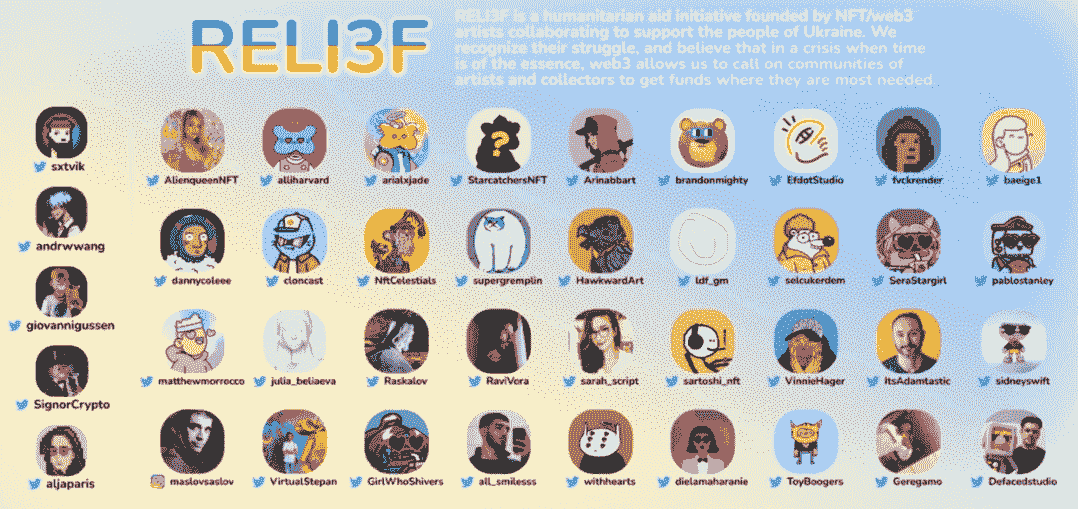 RELI3F
RELI3F is a humanitarian aid initiative founded by NFT/web3
artists collaborating to support the people of Ukraine. We
recognize their struggle, and believe that in a crisis when time
is of the essence, web3 allows us to call on communities of
artists and collectors to get funds where they are most needed.
sxtvik
andrwwang
giovannigussen
SignorCrypto
aljaparis
AlienqueenNFT
alliharvard
arialxjade
StarcatchersNFT
Arinabbart
brandonmighty
EfdotStudio
fvckrender
baeige1
dannycoleee
cloncast
NftCelestials
supergremplin
HawkwardArt
ldf_gm
selcukerdem
SeraStargirl
pablostanley
matthewmorrocco
julia_beliaeva
Raskalov
RaviVora
sarah_script
sartoshi_nft
VinnieHager
ItsAdamtastic
sidneyswift
maslovsaslov
VirtualStepan
GirlWhoShivers
all_smilesss
withhearts
dielamaharanie
ToyBoogers
Geregamo
Defacedstudio